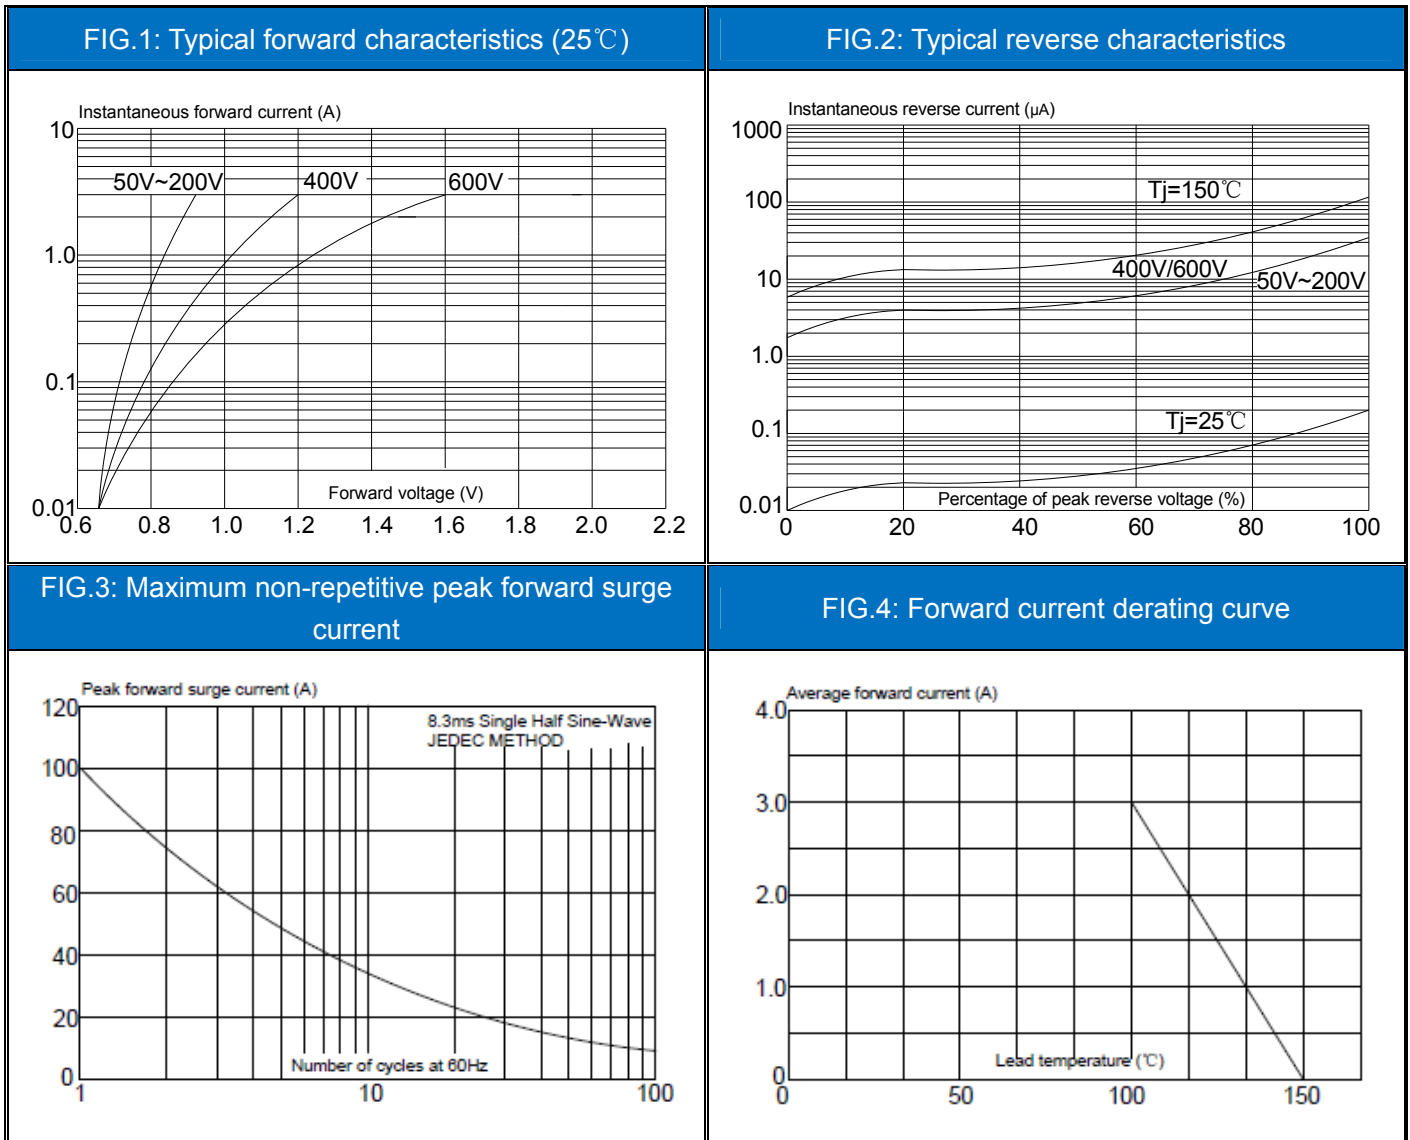 FIG.1: Typical forward characteristics (25℃)
Instantaneous forward current (A)
10
50V~200V
400V
600V
1.0
0.1
0.01
Forward voltage (V)
0.6 0.8 1.0 1.2 1.4 1.6 1.8 2.0 2.2
FIG.2: Typical reverse characteristics
Instantaneous reverse current (μA)
1000
Tj=150℃
100
400V/600V
50V~200V
10
1.0
Tj=25℃
0.1
0.01
Percentage of peak reverse voltage (%)
0 20 40 60 80 100
FIG.3: Maximum non-repetitive peak forward surge
current
Peak forward surge current (A)
120
8.3ms Single Half Sine-Wave
JEDEC METHOD
100
80
60
40
20
0
Number of cycles at 60Hz
1 10 100
FIG.4: Forward current derating curve
Average forward current (A)
4.0
3.0
2.0
1.0
0
Lead temperature (℃)
0 50 100 150